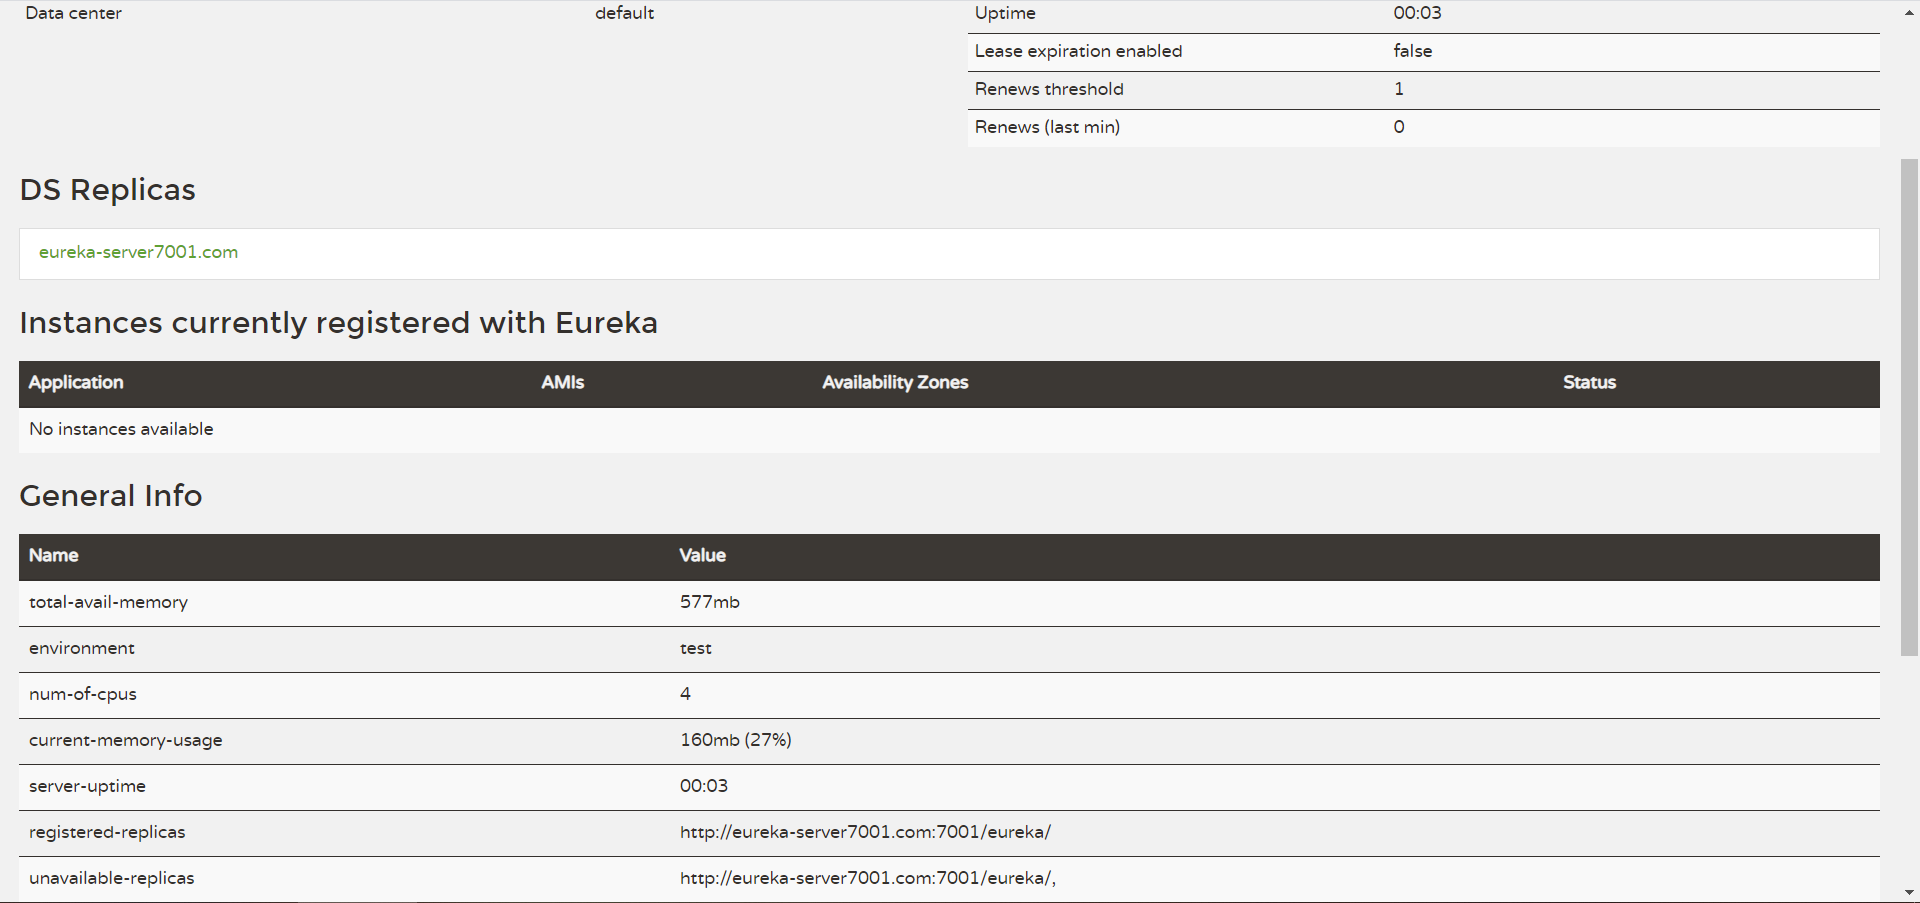 Data center default Uptime 00:03
Lease expiration enabled false
Renews threshold 1
Renews (last min) 0
DS Replicas
eureka-server7001.com
Instances currently registered with Eureka
Application AMIs Availability Zones Status
No instances available
General Info
Name Value
total-avail-memory 577mb
environment test
num-of-cpus 4
current-memory-usage 160mb (27%)
server-uptime 00:03
registered-replicas http://eureka-server7001.com:7001/eureka/
unavailable-replicas http://eureka-server7001.com:7001/eureka/,